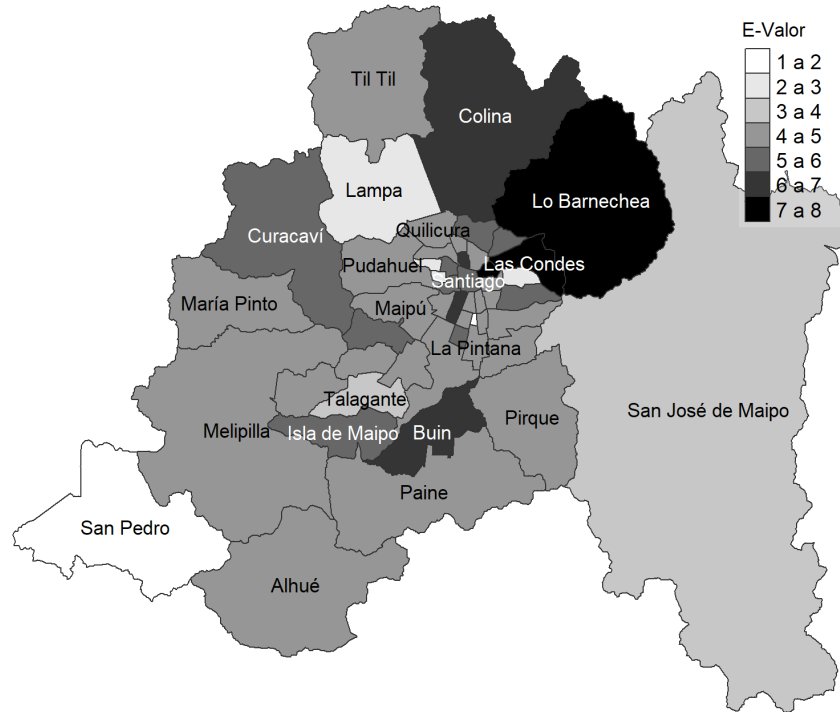 E-Valor
1 a 2
2 a 3
3 a 4
4 a 5
5 a 6
6 a 7
7 a 8
Til Til
Colina
Lampa
Lo Barnechea
Curacaví
Quilicura
Pudahuel
Las Condes
Santiago
María Pinto
Maipú
La Pintana
Talagante
San José de Maipo
Melipilla
Isla de Maipo
Buin
Pirque
Paine
San Pedro
Alhué